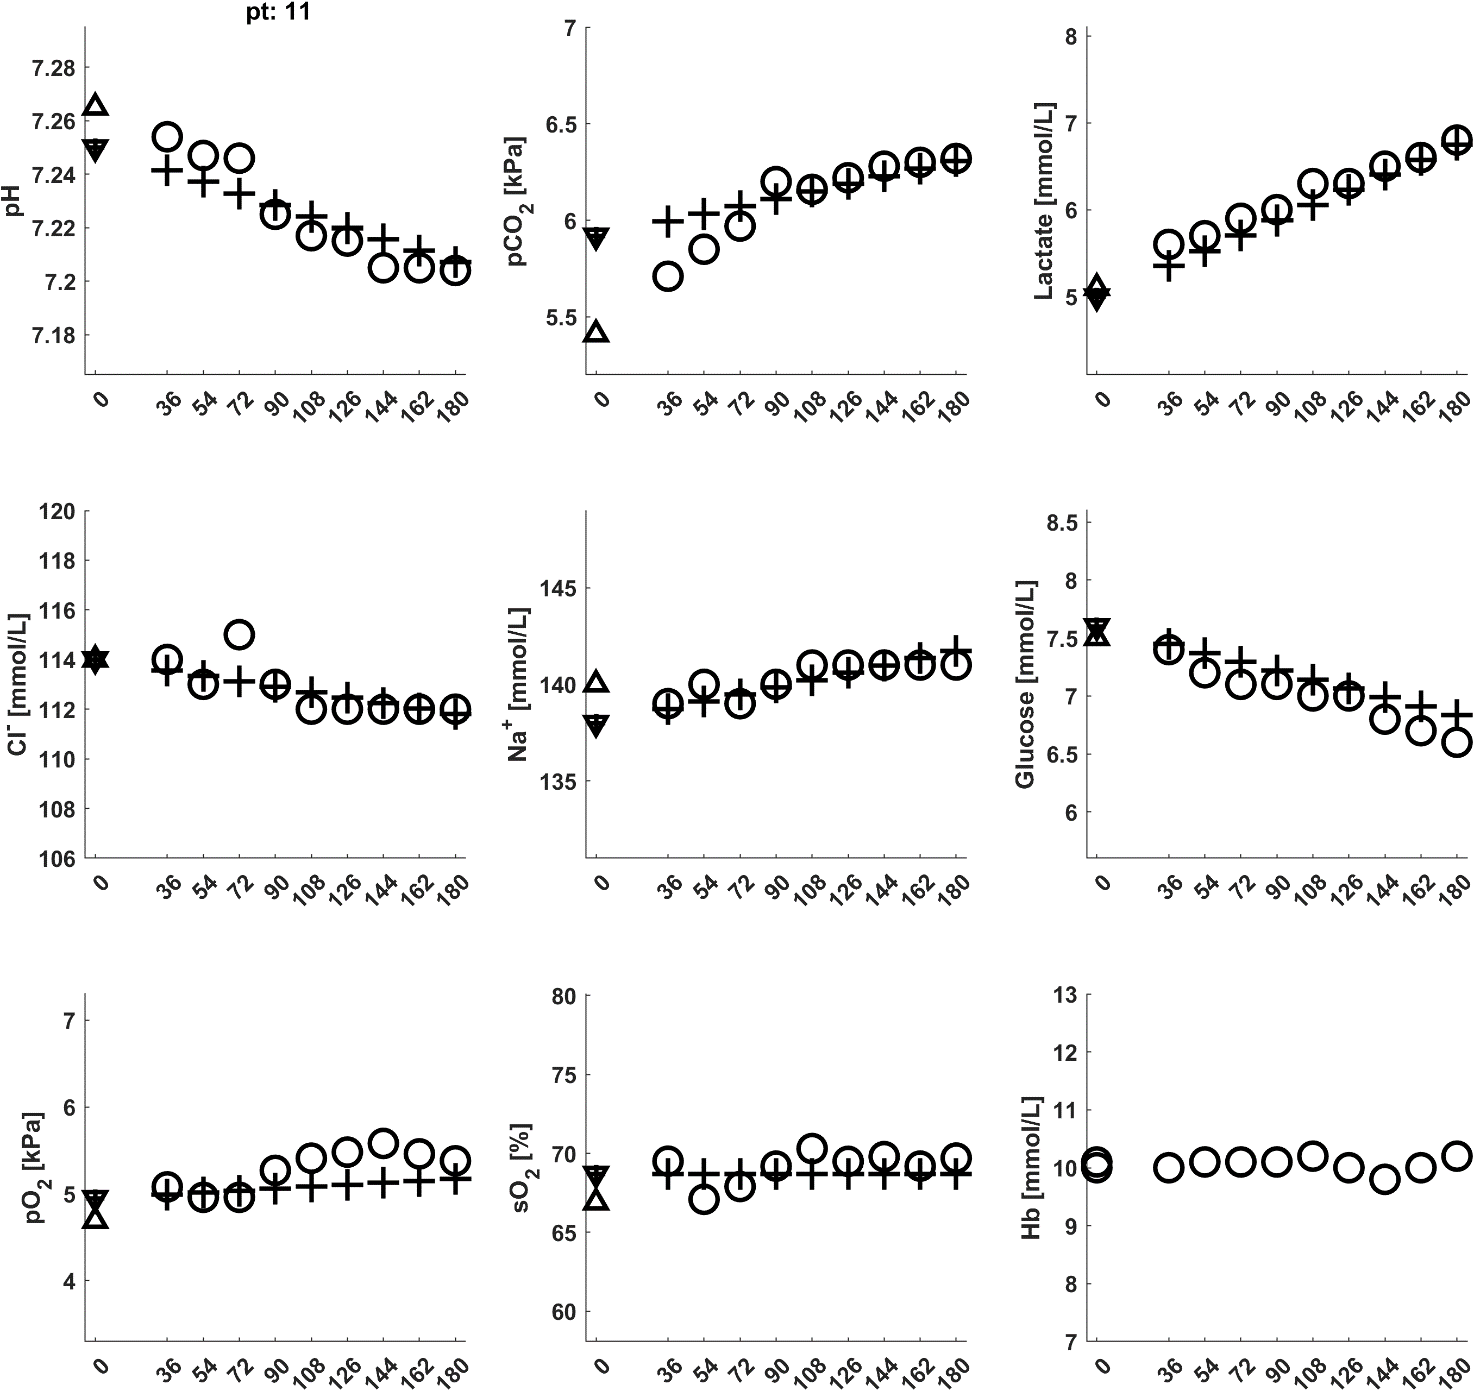 pt: 11
pH
7.28
7.26
7.24
7.22
7.2
7.18
0 36 54 72 90 108 126 144 162 180
pCO2 [kPa]
7
6.5
6
5.5
0 36 54 72 90 108 126 144 162 180
Lactate [mmol/L]
8
7
6
5
0 36 54 72 90 108 126 144 162 180
Cl- [mmol/L]
120
118
116
114
112
110
108
106
0 36 54 72 90 108 126 144 162 180
Na+ [mmol/L]
145
140
135
0 36 54 72 90 108 126 144 162 180
Glucose [mmol/L]
8.5
8
7.5
7
6.5
6
0 36 54 72 90 108 126 144 162 180
pO2 [kPa]
7
6
5
4
0 36 54 72 90 108 126 144 162 180
sO2 [%]
80
75
70
65
60
0 36 54 72 90 108 126 144 162 180
Hb [mmol/L]
13
12
11
10
9
8
7
0 36 54 72 90 108 126 144 162 180